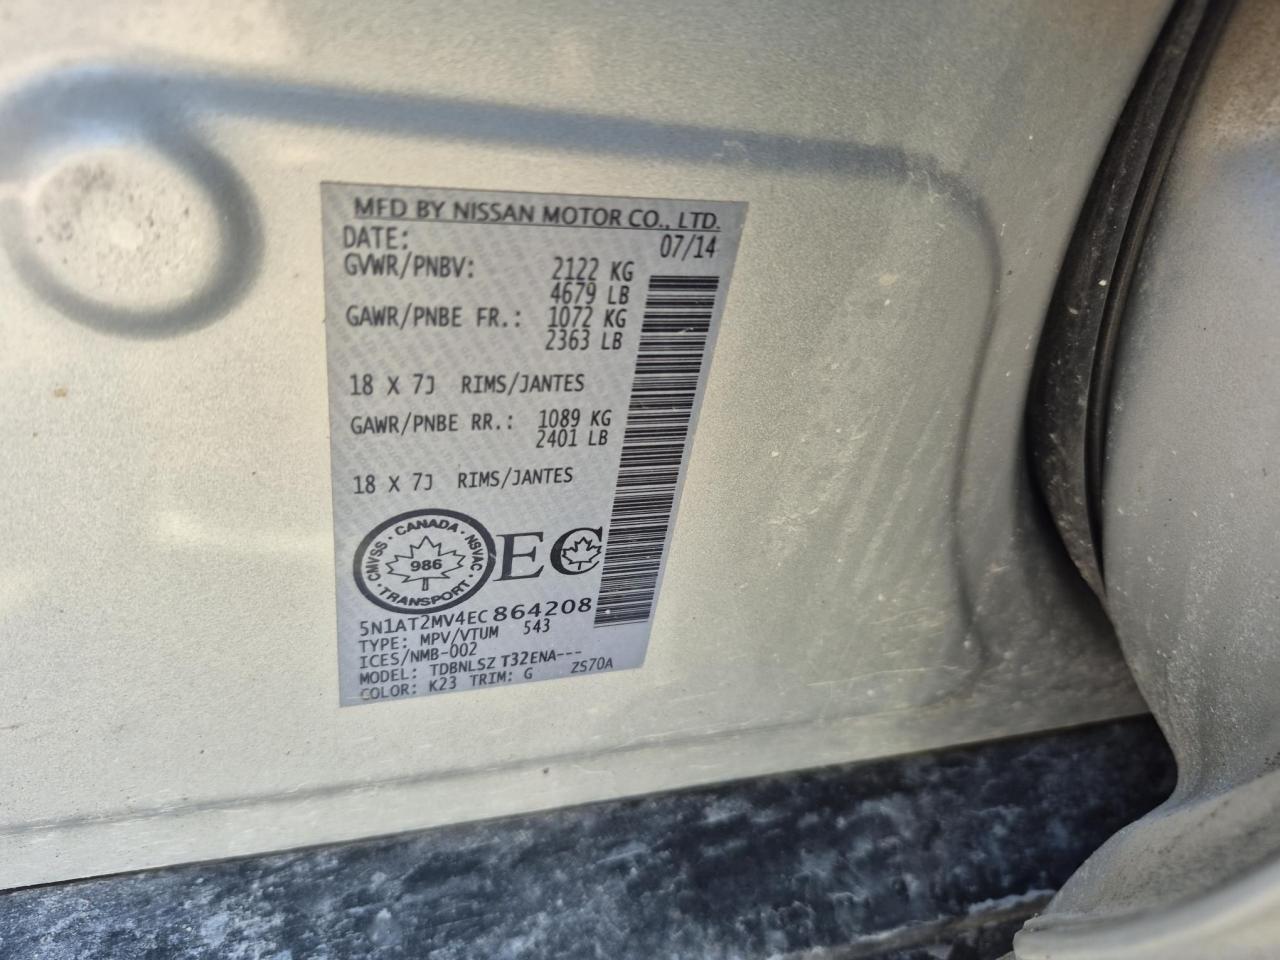 MFD BY NISSAN MOTOR CO., LTD.
DATE: 07/14
GVWR/PNBV: 2122 KG
4679 LB
GAWR/PNBE FR.: 1072 KG
2363 LB
18 X 7J RIMS/JANTES
GAWR/PNBE RR.: 1089 KG
2401 LB
18 X 7J RIMS/JANTES
CMVSS · CANADA · NSVAC · TRANSPORT ·
986
EC
5N1AT2MV4EC864208
TYPE: MPV/VTUM 543
ICES/NMB-002
MODEL: TDBNLSZ T32ENA---
COLOR: K23 TRIM: G ZS70A